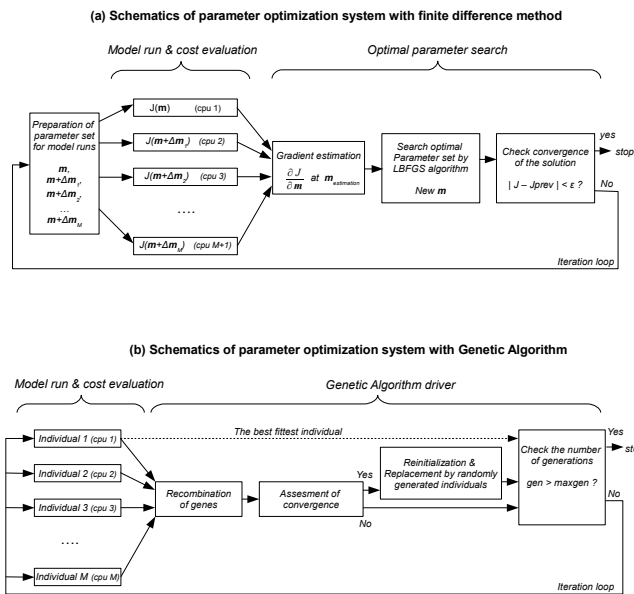 (a) Schematics of parameter optimization system with finite difference method
Model run & cost evaluation
Optimal parameter search
Preparation of
parameter set
for model runs
m,
m+Δm1,
m+Δm2,
...
m+ΔmM
J(m) (cpu 1)
J(m+Δm1) (cpu 2)
J(m+Δm2) (cpu 3)
....
J(m+ΔmM) (cpu M+1)
Gradient estimation
∂J/∂m at m estimation
Search optimal
Parameter set by
LBFGS algorithm
New m
Check convergence
of the solution
| J – Jprev | < ε ?
yes
stop
No
Iteration loop
(b) Schematics of parameter optimization system with Genetic Algorithm
Model run & cost evaluation
Genetic Algorithm driver
Individual 1 (cpu 1)
Individual 2 (cpu 2)
Individual 3 (cpu 3)
....
Individual M (cpu M)
The best fittest individual
Recombination
of genes
Assesment of
convergence
Yes
No
Reinitialization &
Replacement by randomly
generated individuals
Check the number
of generations
gen > maxgen ?
Yes
st
No
Iteration loop